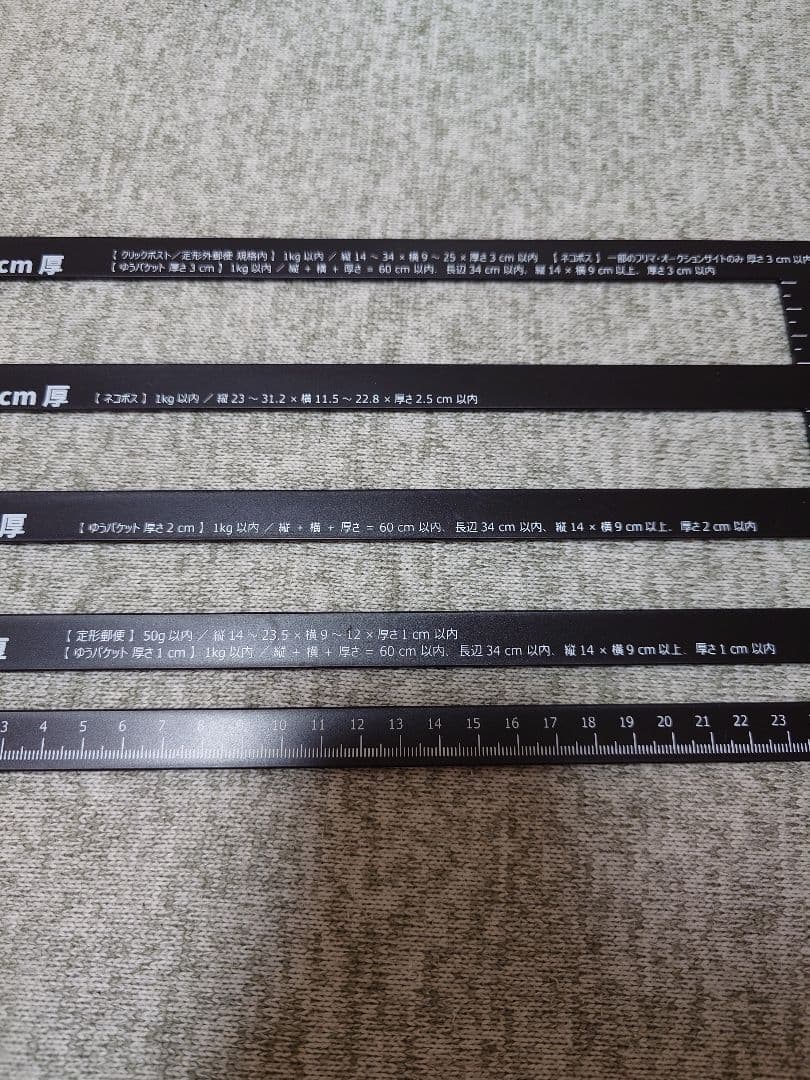 cm 厚
【 クリックポスト／定形外郵便 規格内 】 1kg 以内 ／ 縦 14 ～ 34 × 横 9 ～ 25 × 厚さ 3 cm 以内 【 ネコポス 】 一部のフリマ・オークションサイトのみ 厚さ 3 cm 以内
【 ゆうパケット 厚さ 3 cm 】 1kg 以内 ／ 縦 + 横 + 厚さ = 60 cm 以内、長辺 34 cm 以内、縦 14 × 横 9 cm 以上、厚さ 3 cm 以内
cm 厚
【 ネコポス 】 1kg 以内 ／ 縦 23 ～ 31.2 × 横 11.5 ～ 22.8 × 厚さ 2.5 cm 以内
厚
【 ゆうパケット 厚さ 2 cm 】 1kg 以内 ／ 縦 + 横 + 厚さ = 60 cm 以内、長辺 34 cm 以内、縦 14 × 横 9 cm 以上、厚さ 2 cm 以内
【 定形郵便 】 50g 以内 ／ 縦 14 ～ 23.5 × 横 9 ～ 12 × 厚さ 1 cm 以内
【 ゆうパケット 厚さ 1 cm 】 1kg 以内 ／ 縦 + 横 + 厚さ = 60 cm 以内、長辺 34 cm 以内、縦 14 × 横 9 cm 以上、厚さ 1 cm 以内
3 4 5 6 7 8 9 10 11 12 13 14 15 16 17 18 19 20 21 22 23